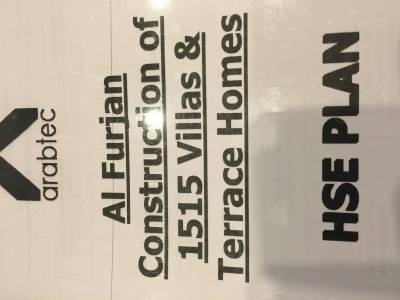 arabtec
Al Furjan
Construction of
1515 Villas &
Terrace Homes
HSE PLAN